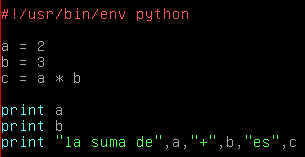 #!/usr/bin/env python
a = 2
b = 3
c = a * b
print a
print b
print "la suma de",a,"+",b,"es",c